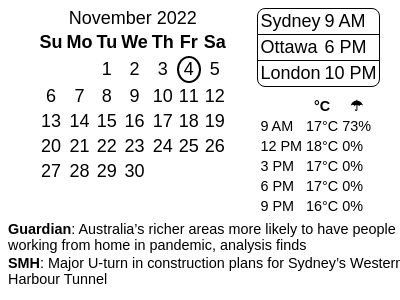 November 2022
Su Mo Tu We Th Fr Sa
1 2 3 4 5
6 7 8 9 10 11 12
13 14 15 16 17 18 19
20 21 22 23 24 25 26
27 28 29 30
Sydney 9 AM
Ottawa 6 PM
London 10 PM
°C ☂
9 AM 17°C 73%
12 PM 18°C 0%
3 PM 17°C 0%
6 PM 17°C 0%
9 PM 16°C 0%
Guardian: Australia's richer areas more likely to have people
working from home in pandemic, analysis finds
SMH: Major U-turn in construction plans for Sydney's Western
Harbour Tunnel